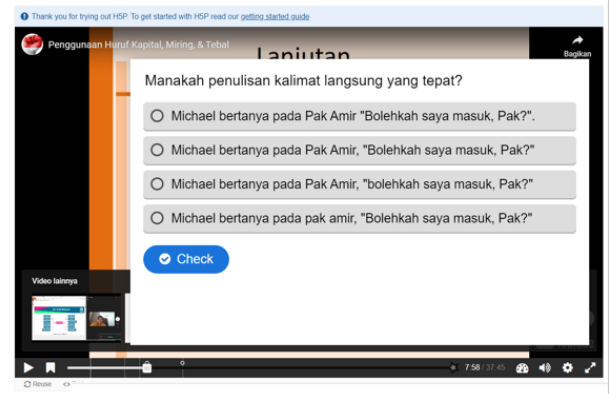 Thank you for trying out H5P. To get started with H5P read our getting started guide
Penggunaan Huruf Kapital, Miring, & Tebal
Lanjutan
Bagikan
Manakah penulisan kalimat langsung yang tepat?
Michael bertanya pada Pak Amir "Bolehkah saya masuk, Pak?".
Michael bertanya pada Pak Amir, "Bolehkah saya masuk, Pak?"
Michael bertanya pada Pak Amir, "bolehkah saya masuk, Pak?"
Michael bertanya pada pak amir, "Bolehkah saya masuk, Pak?"
Check
Video lainnya
7:58 / 37:45
Reuse